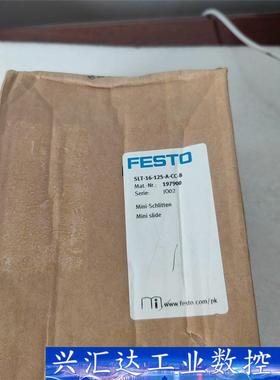 FESTO
SLT-16-125-A-CC-B
Mat.-Nr.: 197900
Serie: J002
Mini-Schlitten
Mini slide
www.festo.com/pk
兴汇达工业数控